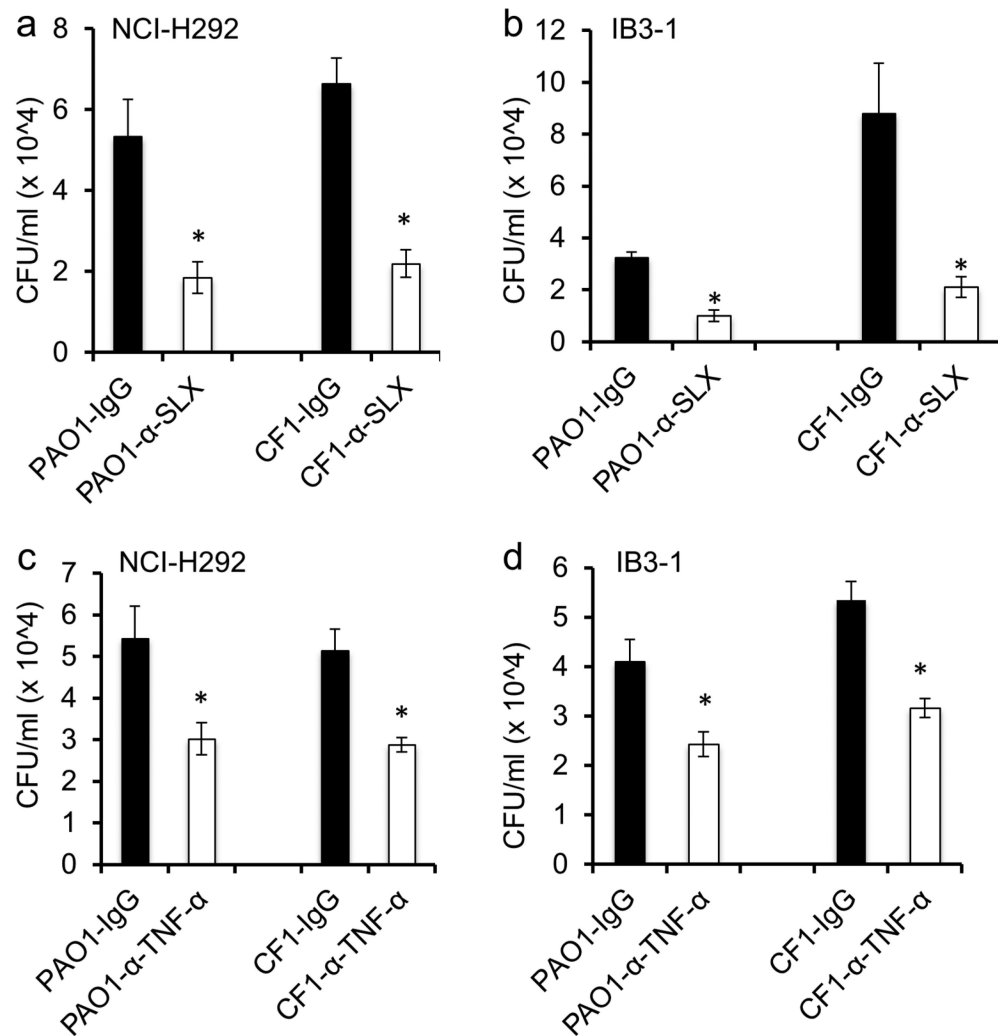 a NCI-H292
CFU/ml (x 10^4)
8
6
4
2
0
*
*
PAO1-IgG
PAO1-α-SLX
CF1-IgG
CF1-α-SLX
b IB3-1
CFU/ml (x 10^4)
12
10
8
6
4
2
0
*
*
PAO1-IgG
PAO1-α-SLX
CF1-IgG
CF1-α-SLX
c NCI-H292
CFU/ml (x 10^4)
7
6
5
4
3
2
1
0
*
*
PAO1-IgG
PAO1-α-TNF-α
CF1-IgG
CF1-α-TNF-α
d IB3-1
CFU/ml (x 10^4)
6
5
4
3
2
1
0
*
*
PAO1-IgG
PAO1-α-TNF-α
CF1-IgG
CF1-α-TNF-α